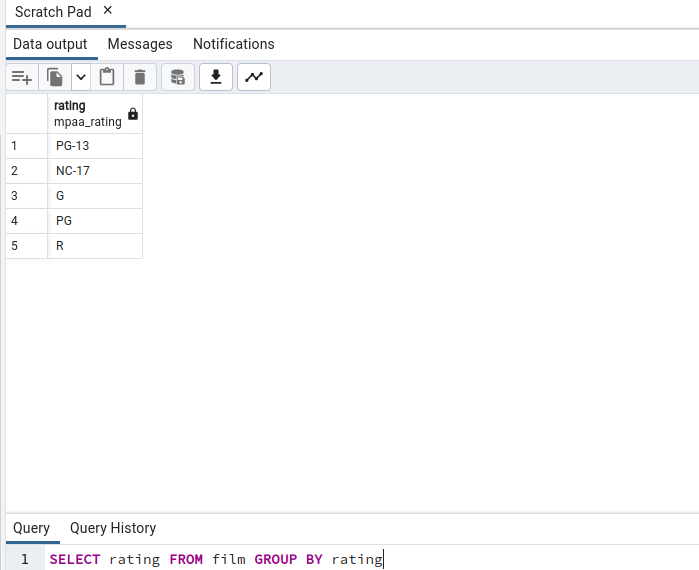 Scratch Pad ×
Data output Messages Notifications
rating
mpaa_rating
1 PG-13
2 NC-17
3 G
4 PG
5 R
Query Query History
1 SELECT rating FROM film GROUP BY rating